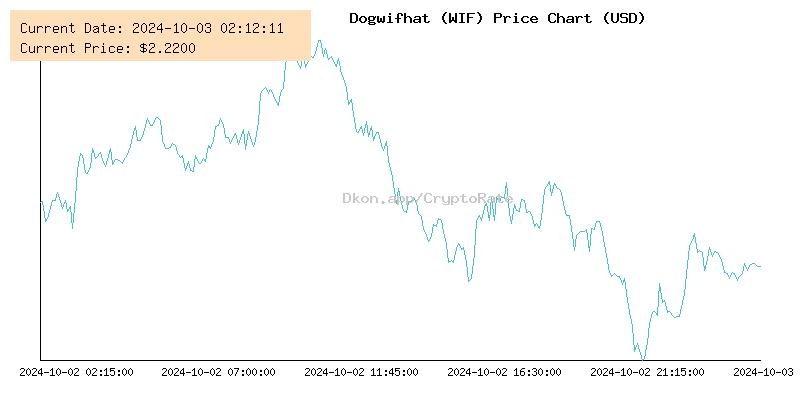 Dogwifhat (WIF) Price Chart (USD)
Current Date: 2024-10-03 02:12:11
Current Price: $2.2200
Dkon.app/CryptoRate
2024-10-02 02:15:00 2024-10-02 07:00:00 2024-10-02 11:45:00 2024-10-02 16:30:00 2024-10-02 21:15:00 2024-10-03